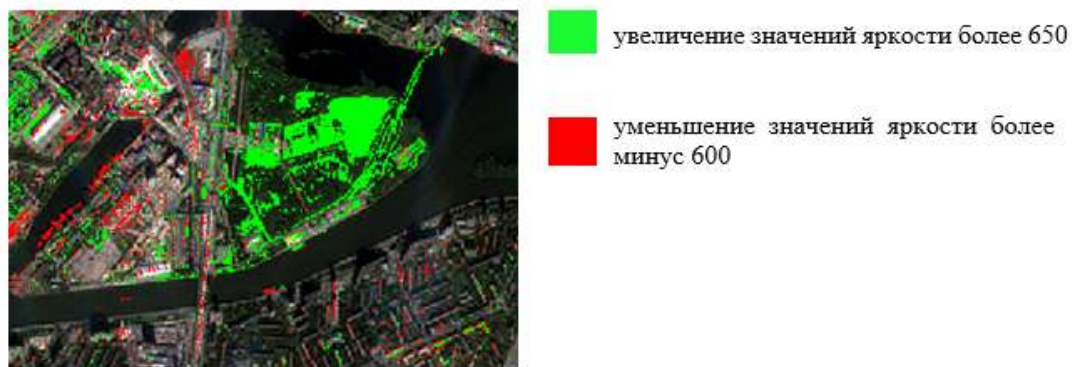 увеличение значений яркости более 650
уменьшение значений яркости более
минус 600